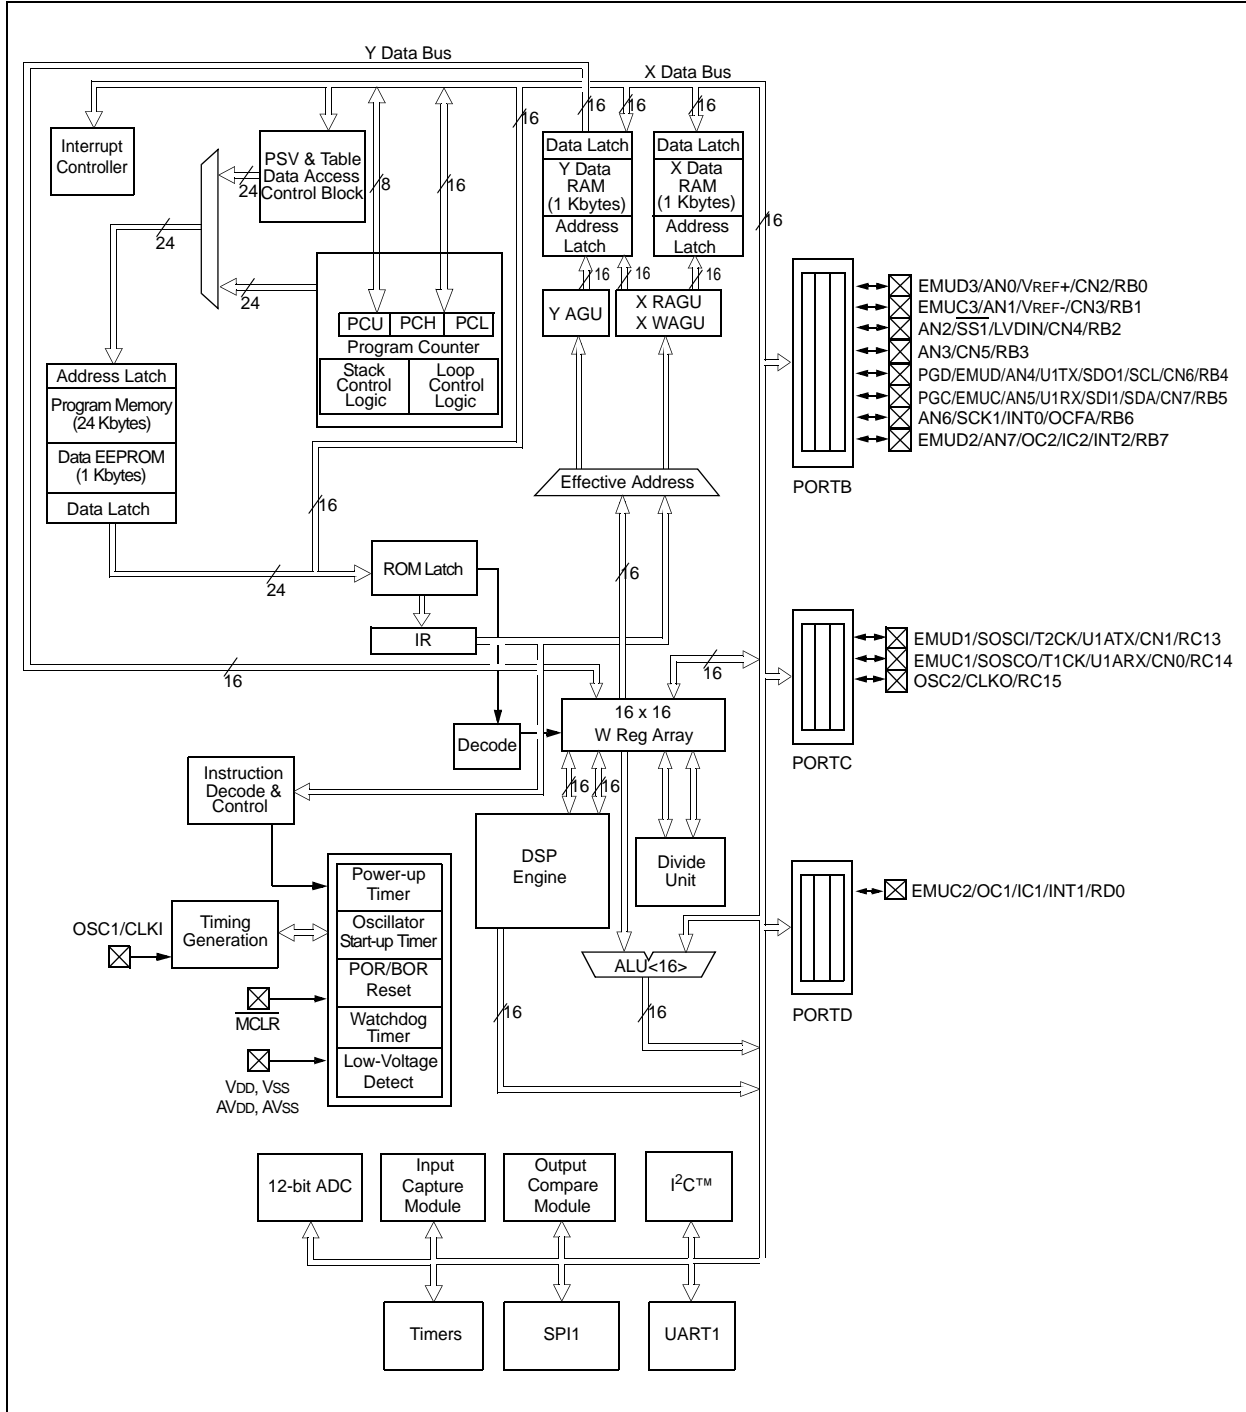 Y Data Bus
X Data Bus
16
16
16
16
Interrupt
Controller
PSV & Table
Data Access
Control Block
24
8
16
Data Latch
Y Data
RAM
(1 Kbytes)
Address
Latch
Data Latch
X Data
RAM
(1 Kbytes)
Address
Latch
16
24
24
16
16
16
Y AGU
X RAGU
X WAGU
PCU
PCH
PCL
Program Counter
Stack
Control
Logic
Loop
Control
Logic
Address Latch
Program Memory
(24 Kbytes)
Data EEPROM
(1 Kbytes)
Data Latch
Effective Address
16
24
16
ROM Latch
IR
16
16
16 x 16
W Reg Array
Decode
Instruction
Decode &
Control
16
16
DSP
Engine
Divide
Unit
Power-up
Timer
Oscillator
Start-up Timer
POR/BOR
Reset
Watchdog
Timer
Low-Voltage
Detect
OSC1/CLKI
Timing
Generation
MCLR
VDD, VSS
AVDD, AVSS
ALU<16>
16
16
EMUD3/AN0/VREF+/CN2/RB0
EMUC3/AN1/VREF-/CN3/RB1
AN2/SS1/LVDIN/CN4/RB2
AN3/CN5/RB3
PGD/EMUD/AN4/U1TX/SDO1/SCL/CN6/RB4
PGC/EMUC/AN5/U1RX/SDI1/SDA/CN7/RB5
AN6/SCK1/INT0/OCFA/RB6
EMUD2/AN7/OC2/IC2/INT2/RB7
PORTB
EMUD1/SOSCI/T2CK/U1ATX/CN1/RC13
EMUC1/SOSCO/T1CK/U1ARX/CN0/RC14
OSC2/CLKO/RC15
PORTC
EMUC2/OC1/IC1/INT1/RD0
PORTD
12-bit ADC
Input
Capture
Module
Output
Compare
Module
I²C™
Timers
SPI1
UART1